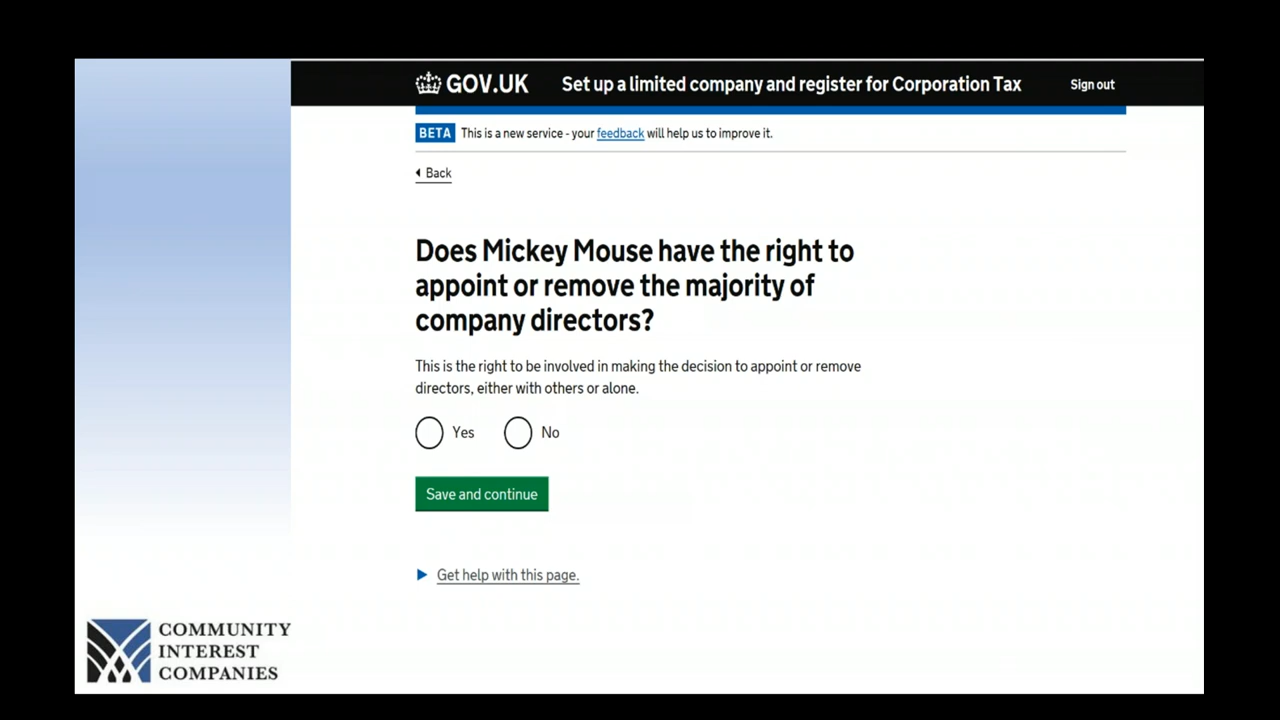 GOV.UK Set up a limited company and register for Corporation Tax Sign out
BETA This is a new service - your feedback will help us to improve it.
Back
Does Mickey Mouse have the right to
appoint or remove the majority of
company directors?
This is the right to be involved in making the decision to appoint or remove
directors, either with others or alone.
Yes No
Save and continue
Get help with this page.
COMMUNITY
INTEREST
COMPANIES